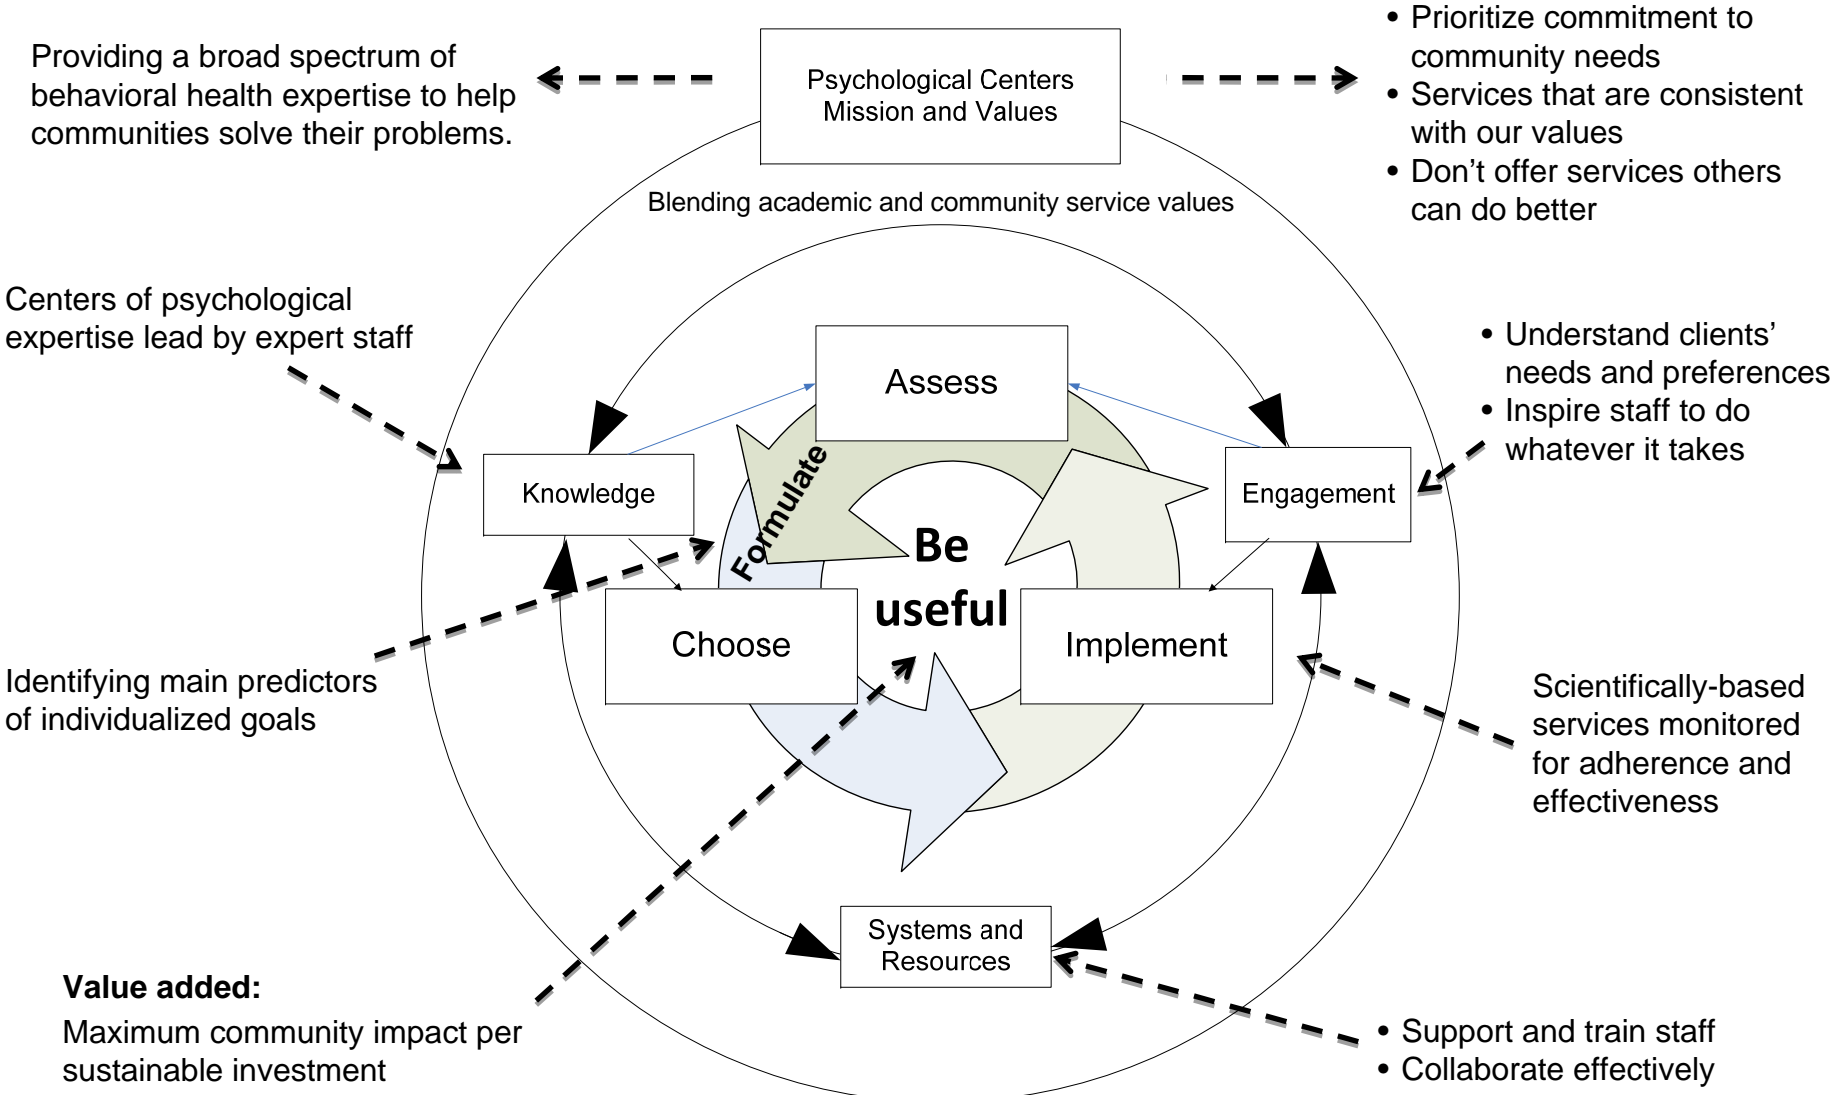 Providing a broad spectrum of
behavioral health expertise to help
communities solve their problems.
Psychological Centers
Mission and Values
• Prioritize commitment to
community needs
• Services that are consistent
with our values
• Don’t offer services others
can do better
Blending academic and community service values
Centers of psychological
expertise lead by expert staff
• Understand clients’
needs and preferences
• Inspire staff to do
whatever it takes
Assess
Knowledge
Engagement
Formulate
Be
useful
Choose
Implement
Identifying main predictors
of individualized goals
Scientifically-based
services monitored
for adherence and
effectiveness
Systems and
Resources
Value added:
Maximum community impact per
sustainable investment
• Support and train staff
• Collaborate effectively